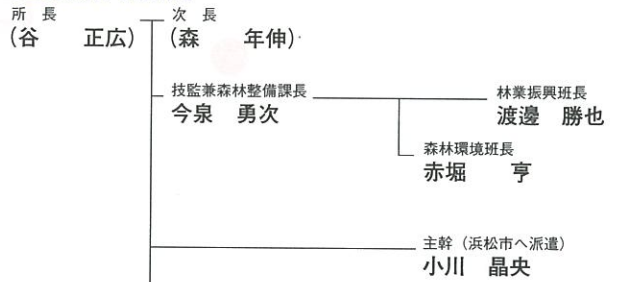 所 長
（谷　　正広）
次 長
（森　　年伸）
技監兼森林整備課長
今泉　勇次
林業振興班長
渡邊　勝也
森林環境班長
赤堀　　亨
主幹（浜松市へ派遣）
小川　晶央